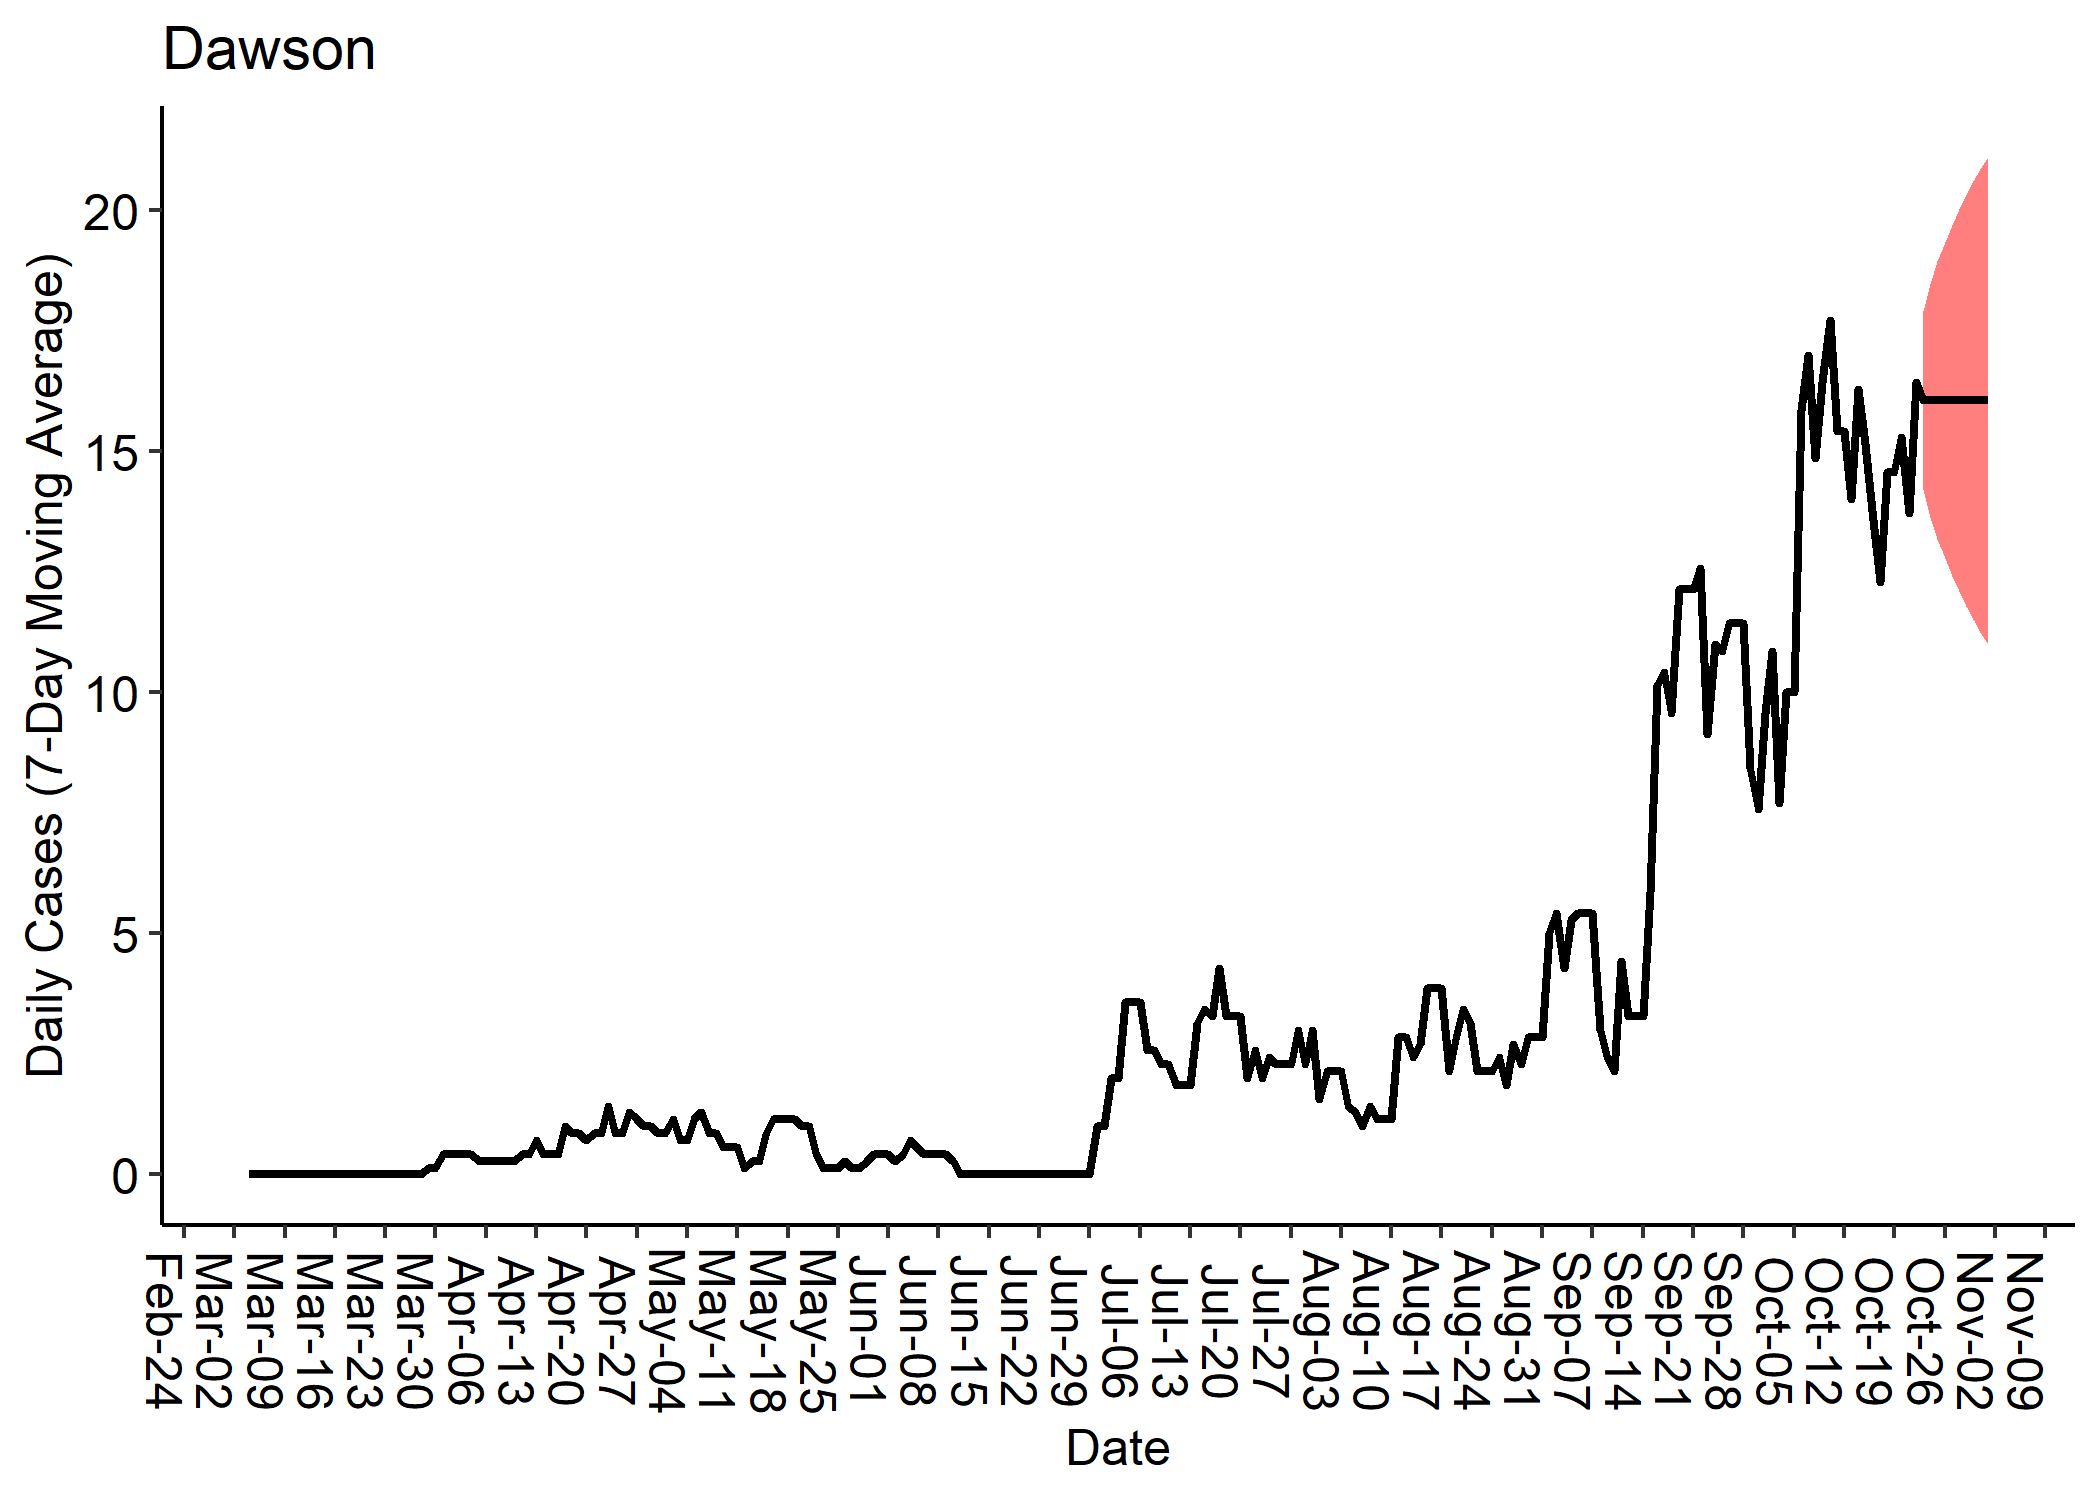 Dawson
Daily Cases (7-Day Moving Average)
20
15
10
5
0
Feb-24
Mar-02
Mar-09
Mar-16
Mar-23
Mar-30
Apr-06
Apr-13
Apr-20
Apr-27
May-04
May-11
May-18
May-25
Jun-01
Jun-08
Jun-15
Jun-22
Jun-29
Jul-06
Jul-13
Jul-20
Jul-27
Aug-03
Aug-10
Aug-17
Aug-24
Aug-31
Sep-07
Sep-14
Sep-21
Sep-28
Oct-05
Oct-12
Oct-19
Oct-26
Nov-02
Nov-09
Date